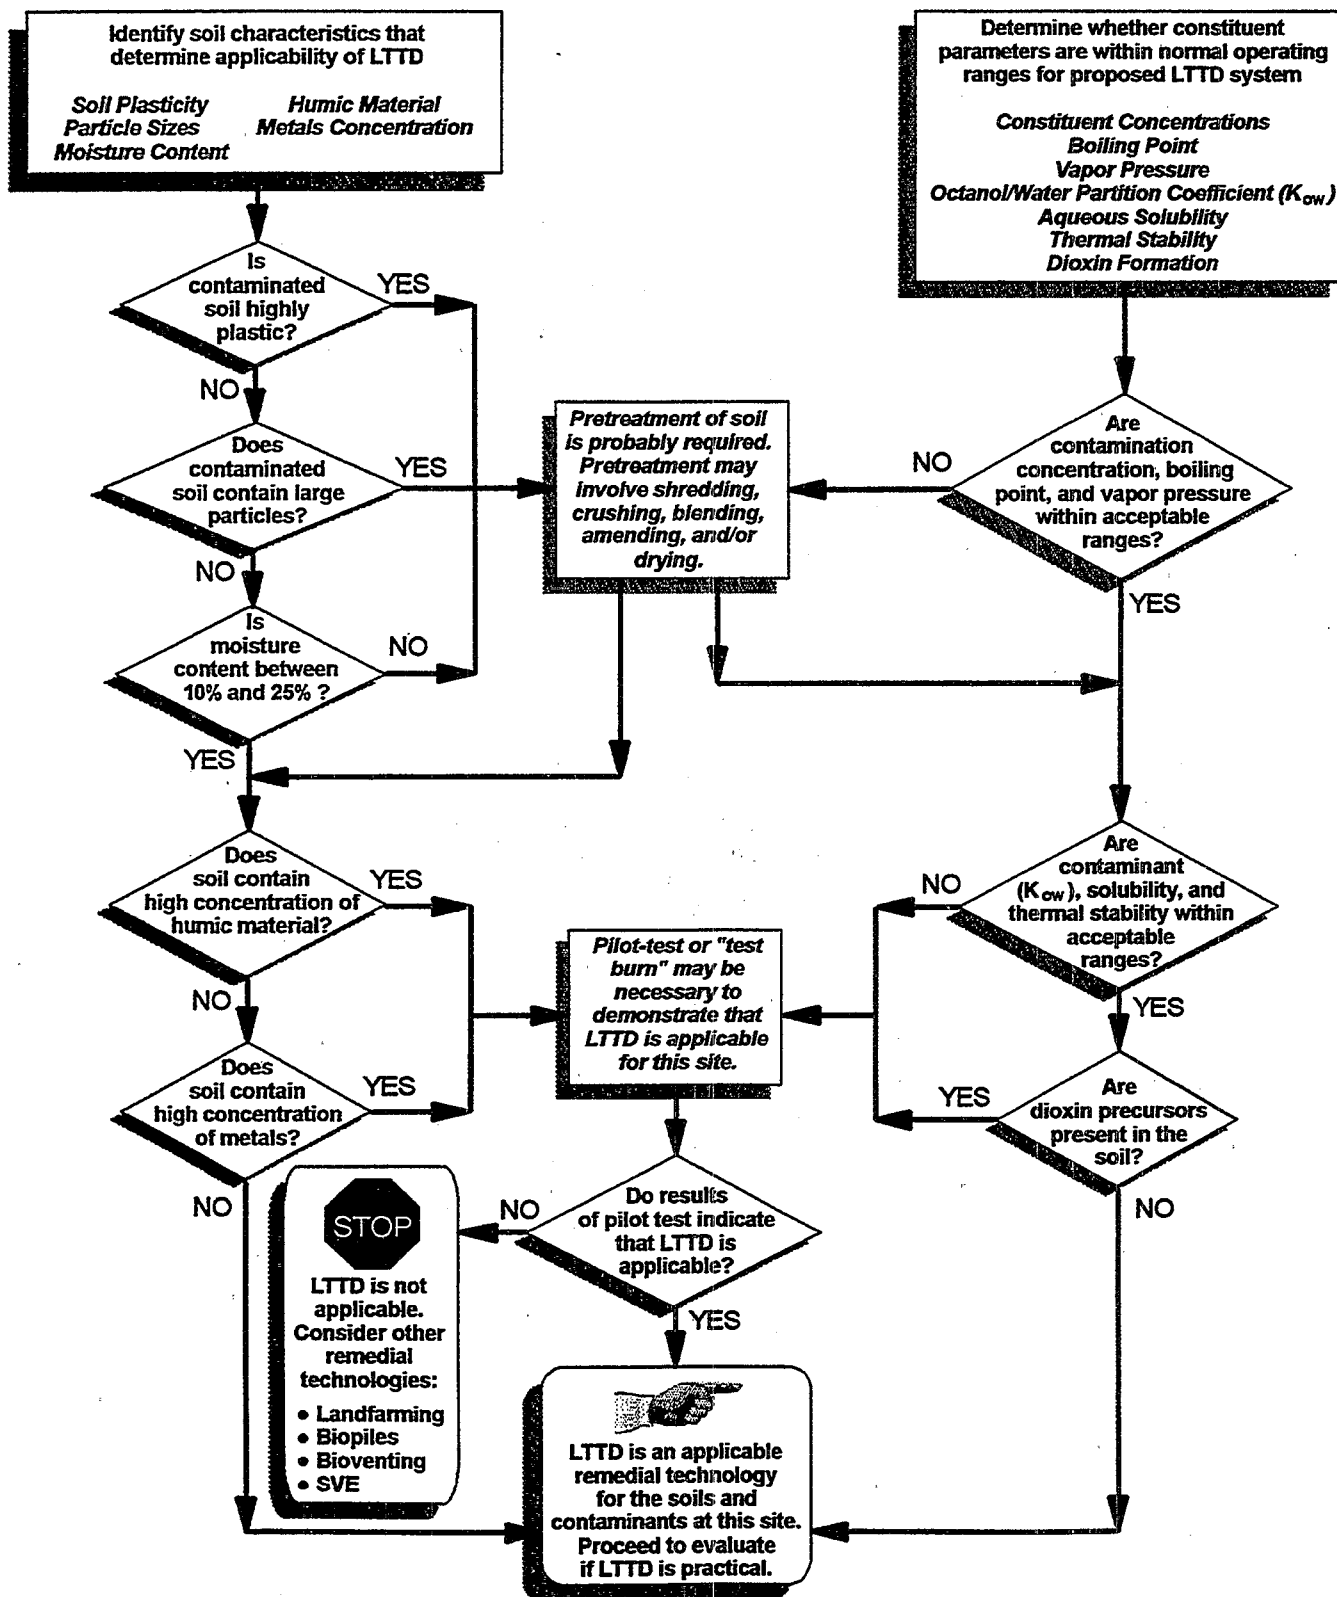 Identify soil characteristics that
determine applicability of LTTD
Soil Plasticity
Particle Sizes
Moisture Content
Humic Material
Metals Concentration
Determine whether constituent
parameters are within normal operating
ranges for proposed LTTD system
Constituent Concentrations
Boiling Point
Vapor Pressure
Octanol/Water Partition Coefficient (Kow)
Aqueous Solubility
Thermal Stability
Dioxin Formation
Is
contaminated
soil highly
plastic?
YES
NO
Does
contaminated
soil contain large
particles?
YES
NO
Is
moisture
content between
10% and 25% ?
NO
YES
Pretreatment of soil
is probably required.
Pretreatment may
involve shredding,
crushing, blending,
amending, and/or
drying.
Are
contamination
concentration, boiling
point, and vapor pressure
within acceptable
ranges?
NO
YES
Does
soil contain
high concentration of
humic material?
YES
NO
Does
soil contain
high concentration
of metals?
YES
NO
Pilot-test or "test
burn" may be
necessary to
demonstrate that
LTTD is applicable
for this site.
Are
contaminant
(Kow), solubility, and
thermal stability within
acceptable
ranges?
NO
YES
Are
dioxin precursors
present in the
soil?
YES
NO
Do results
of pilot test indicate
that LTTD is
applicable?
NO
YES
STOP
LTTD is not
applicable.
Consider other
remedial
technologies:
• Landfarming
• Biopiles
• Bioventing
• SVE
LTTD is an applicable
remedial technology
for the soils and
contaminants at this site.
Proceed to evaluate
if LTTD is practical.